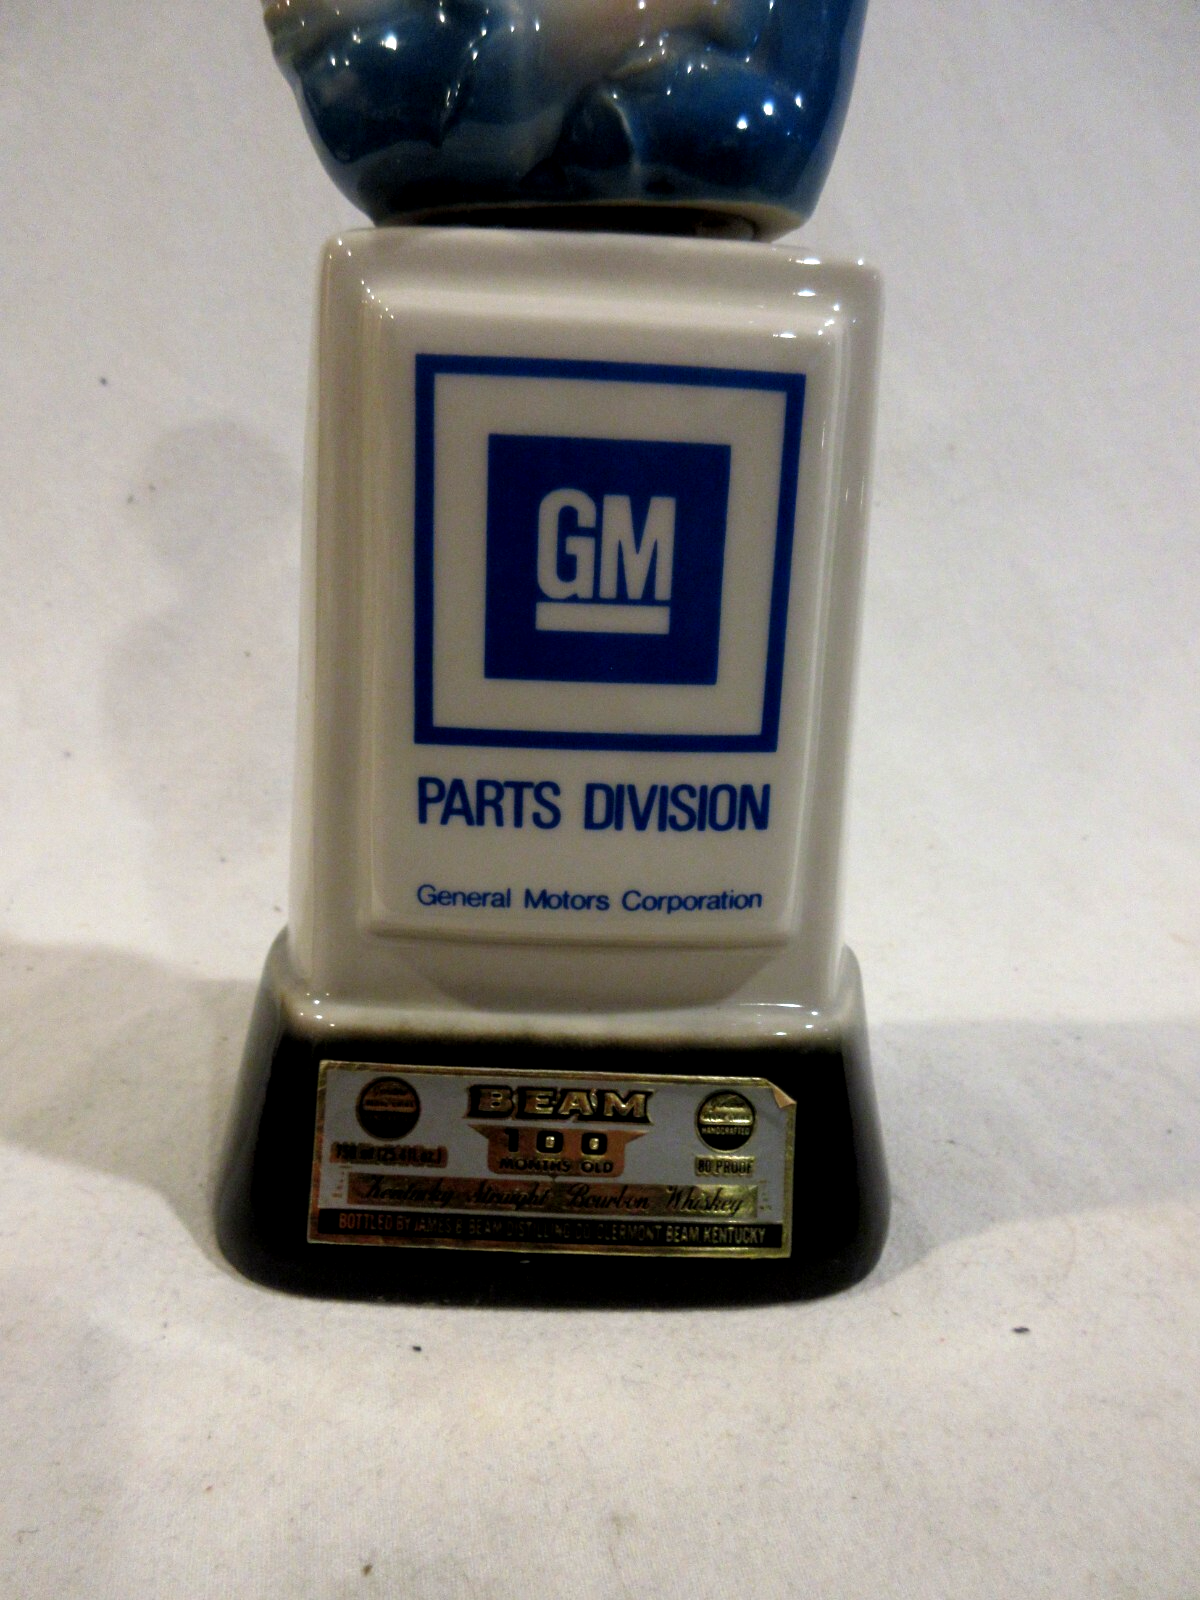 GM
PARTS DIVISION
General Motors Corporation
BEAM
100
MONTHS OLD
HANDCRAFTED
80 PROOF
Kentucky Straight Bourbon Whiskey
BOTTLED BY JAMES B. BEAM DISTILLING CO. CLERMONT BEAM KENTUCKY